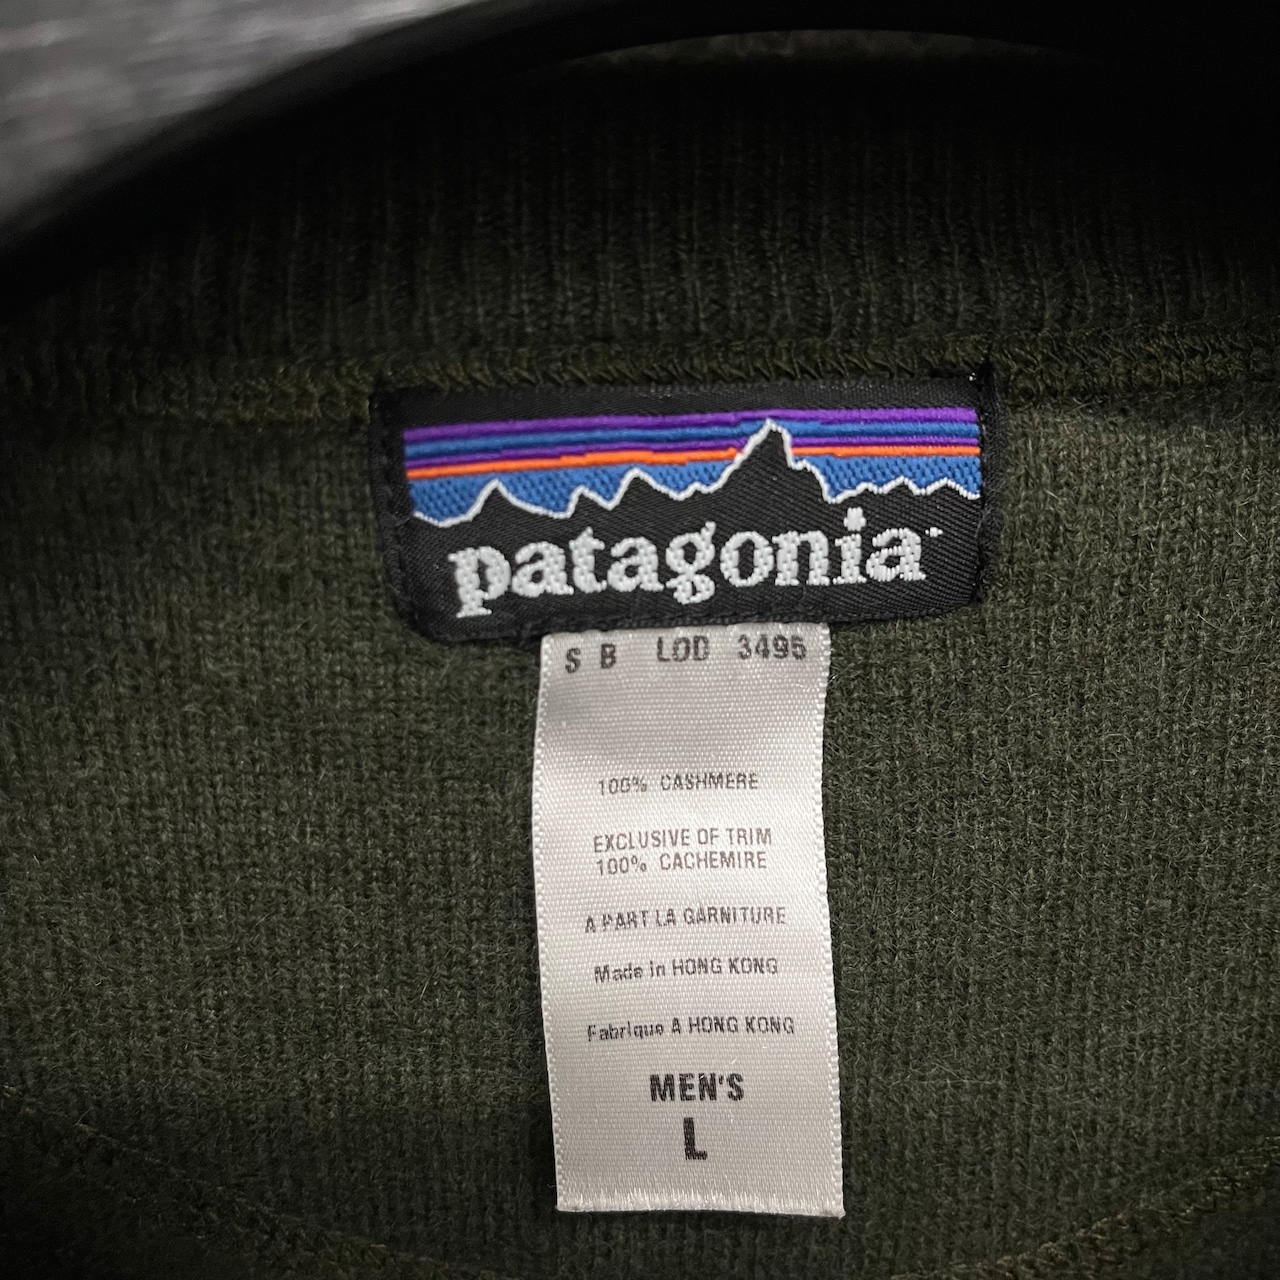 patagonia
S B LOD 3495
100% CASHMERE
EXCLUSIVE OF TRIM
100% CACHEMIRE
A PART LA GARNITURE
Made in HONG KONG
Fabrique A HONG KONG
MEN'S
L